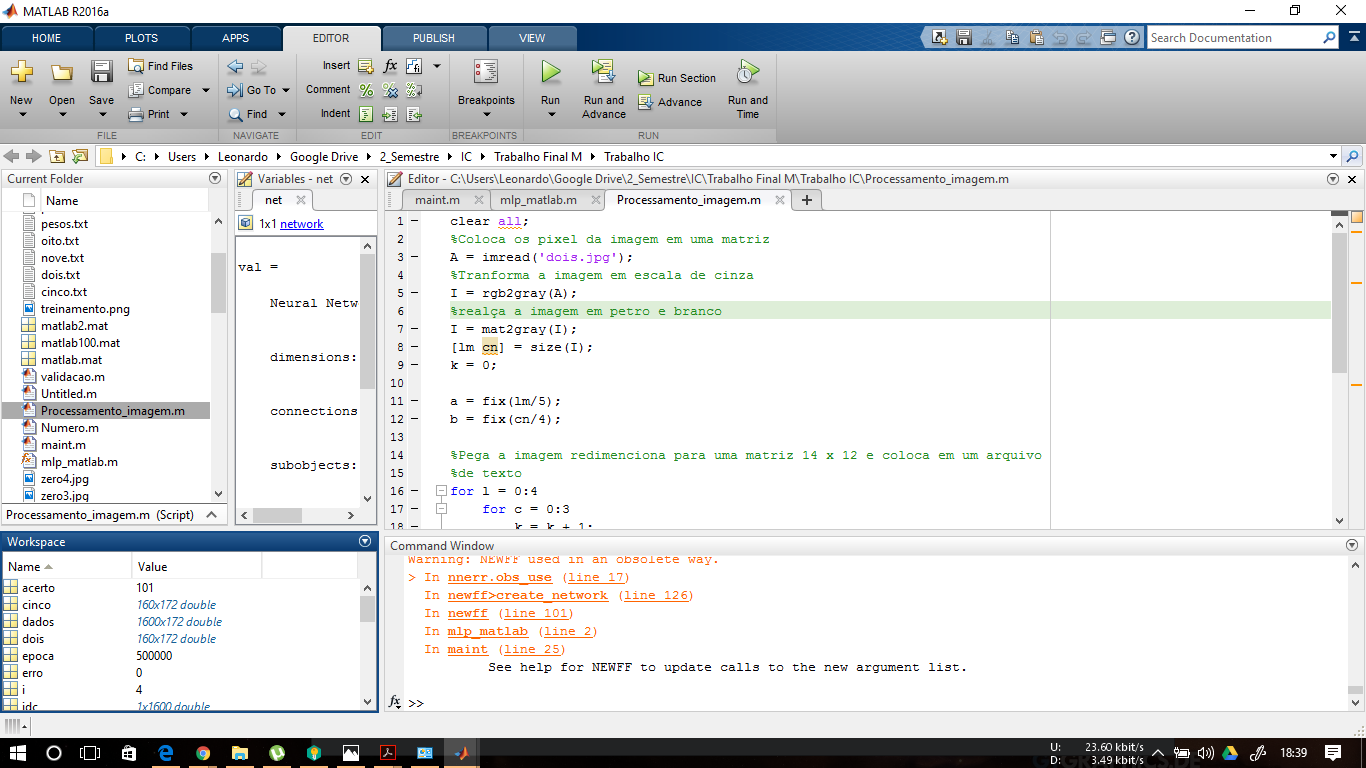 MATLAB R2016a
HOME PLOTS APPS EDITOR PUBLISH VIEW
Search Documentation
New Open Save
Find Files
Compare
Print
FILE
Go To
Find
NAVIGATE
Insert
Comment
Indent
EDIT
Breakpoints
BREAKPOINTS
Run
Run and Advance
Run Section
Advance
Run and Time
RUN
C: Users Leonardo Google Drive 2_Semestre IC Trabalho Final M Trabalho IC
Current Folder
Name
pesos.txt
oito.txt
nove.txt
dois.txt
cinco.txt
treinamento.png
matlab2.mat
matlab100.mat
matlab.mat
validacao.m
Untitled.m
Processamento_imagem.m
Numero.m
maint.m
mlp_matlab.m
zero4.jpg
zero3.jpg
Processamento_imagem.m (Script)
Variables - net
net
1x1 network
val =
Neural Netw
dimensions:
connections
subobjects:
Editor - C:\Users\Leonardo\Google Drive\2_Semestre\IC\Trabalho Final M\Trabalho IC\Processamento_imagem.m
maint.m mlp_matlab.m Processamento_imagem.m
1 clear all;
2 %Coloca os pixel da imagem em uma matriz
3 A = imread('dois.jpg');
4 %Tranforma a imagem em escala de cinza
5 I = rgb2gray(A);
6 %realça a imagem em petro e branco
7 I = mat2gray(I);
8 [lm cn] = size(I);
9 k = 0;
10
11 a = fix(lm/5);
12 b = fix(cn/4);
13
14 %Pega a imagem redimenciona para uma matriz 14 x 12 e coloca em um arquivo
15 %de texto
16 for l = 0:4
17 for c = 0:3
18 k = k + 1;
Workspace
Name Value
acerto 101
cinco 160x172 double
dados 1600x172 double
dois 160x172 double
epoca 500000
erro 0
i 4
idc 1x1600 double
Command Window
Warning: NEWFF used in an obsolete way.
> In nnerr.obs_use (line 17)
In newff>create_network (line 126)
In newff (line 101)
In mlp_matlab (line 2)
In maint (line 25)
See help for NEWFF to update calls to the new argument list.
fx >>
U: 23.60 kbit/s
D: 3.49 kbit/s
18:39